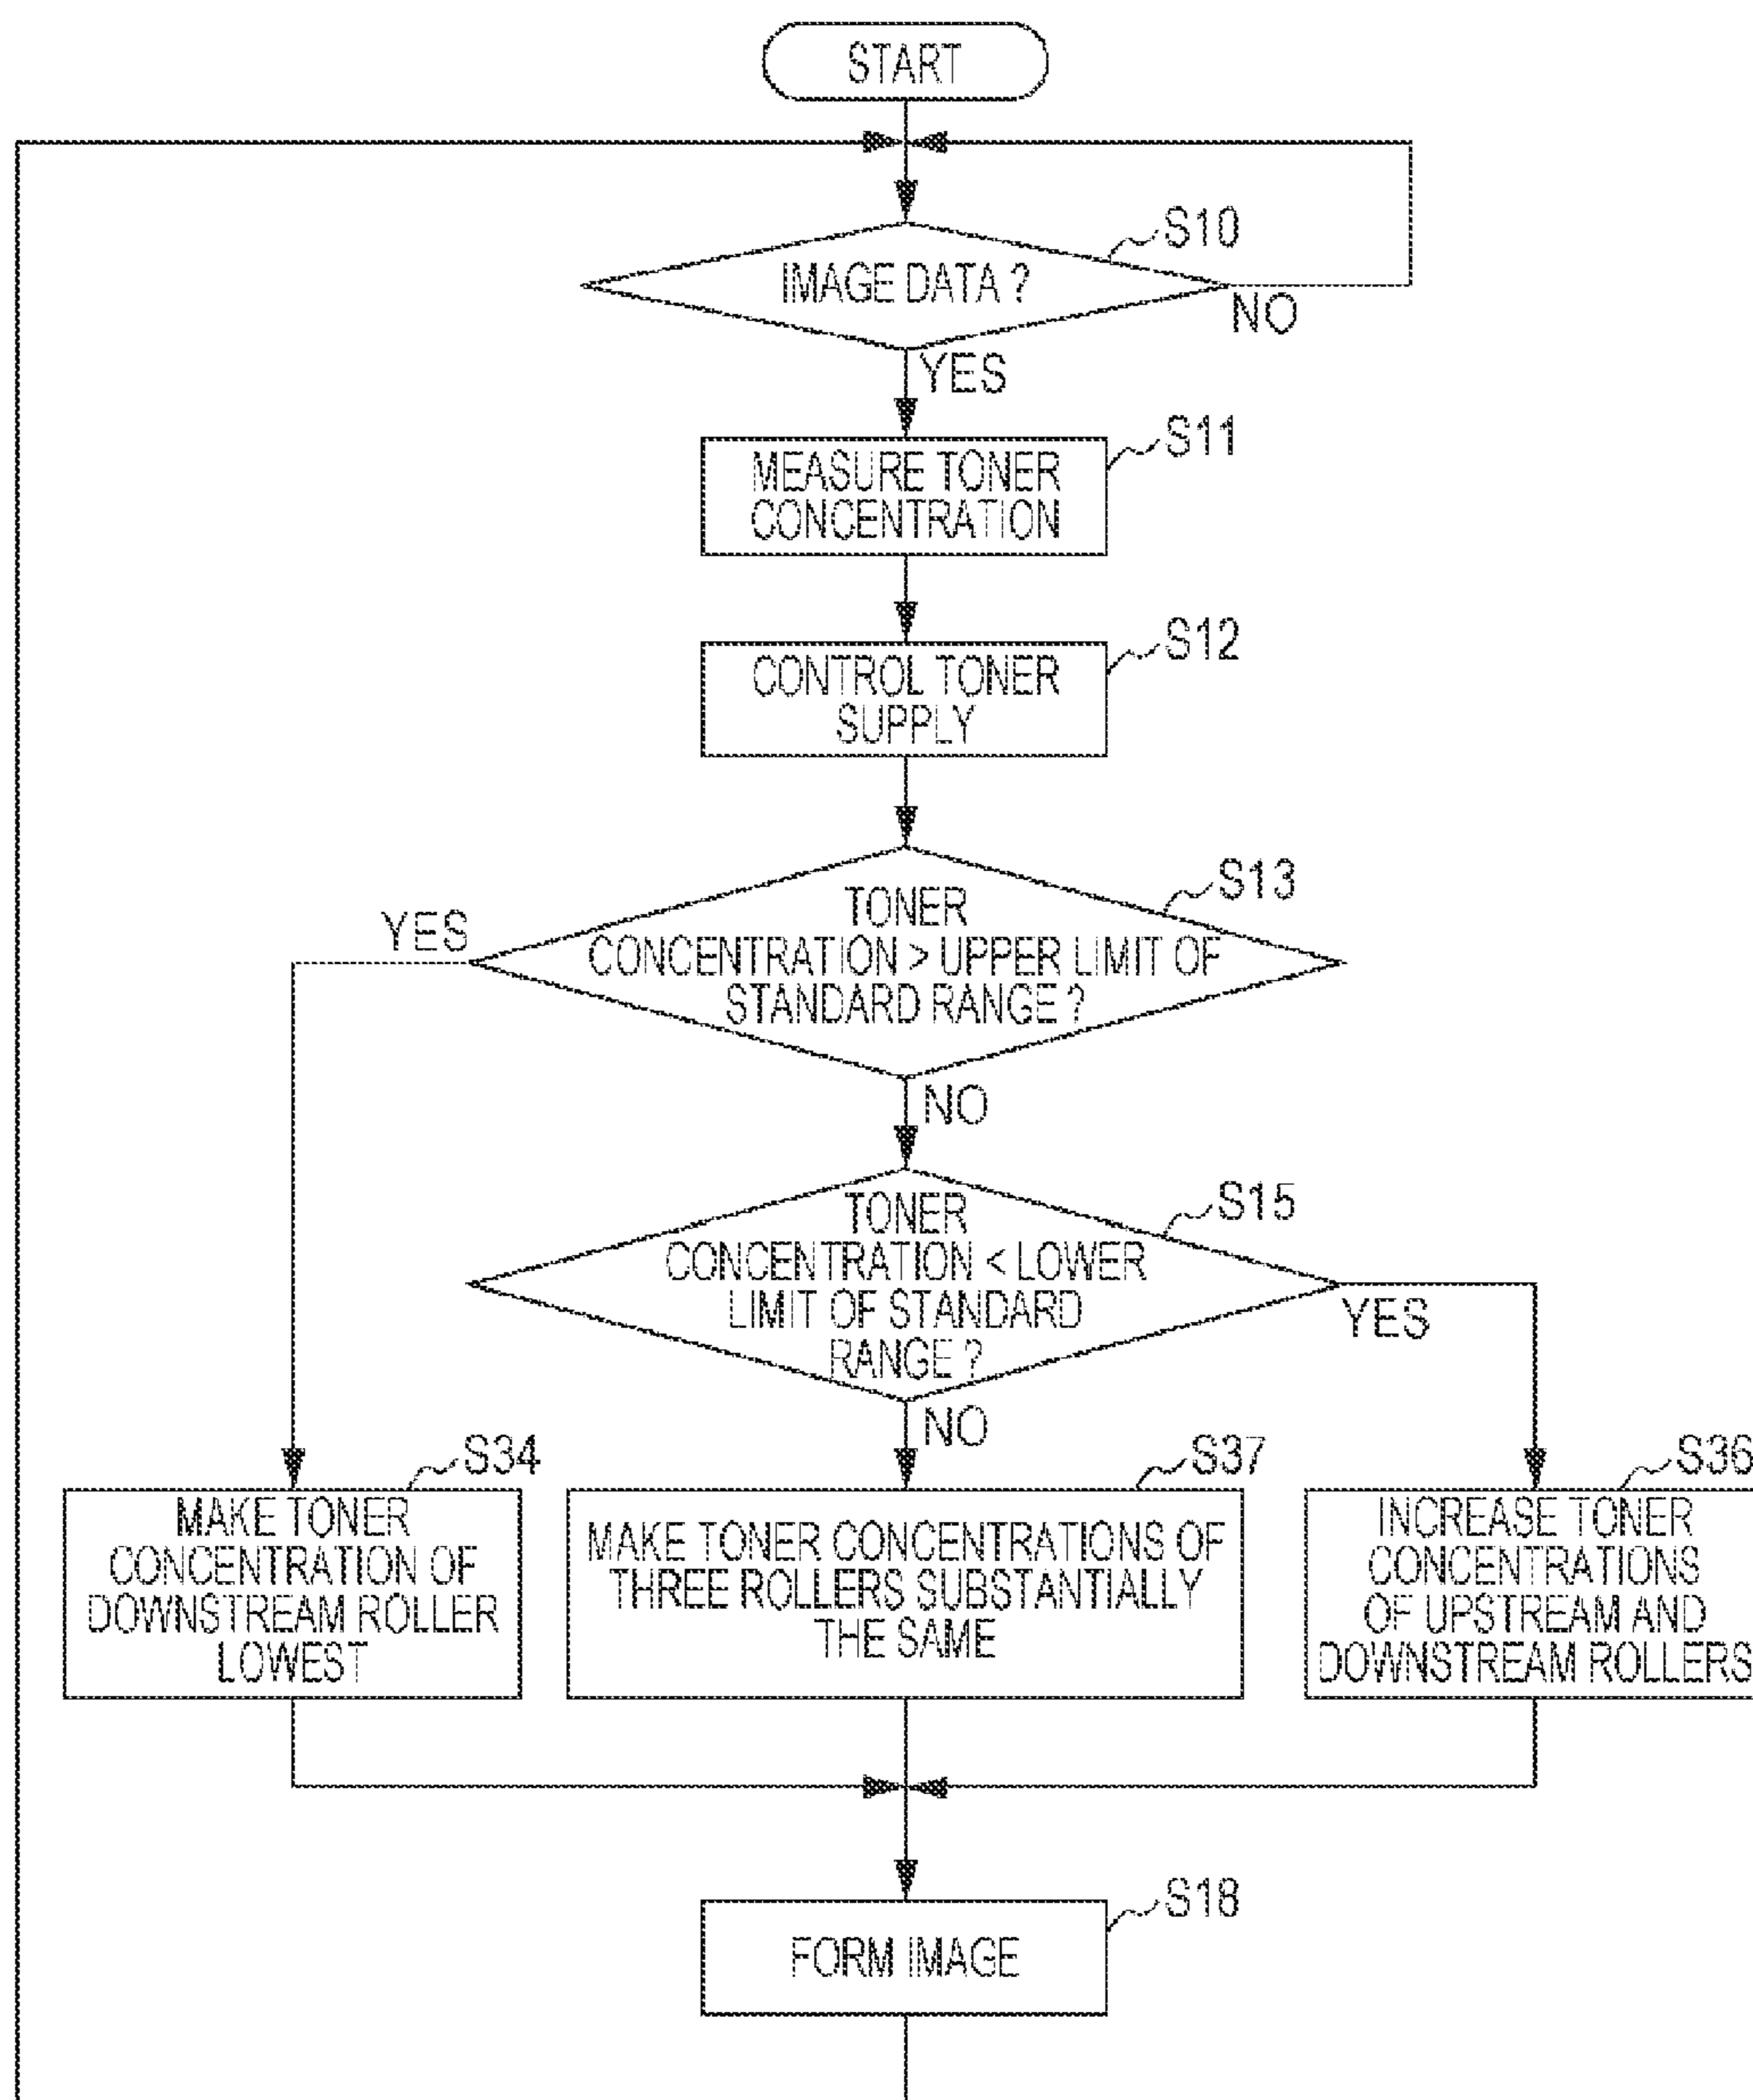 START
S10
IMAGE DATA ?
NO
YES
S11
MEASURE TONER
CONCENTRATION
S12
CONTROL TONER
SUPPLY
S13
YES
TONER
CONCENTRATION > UPPER LIMIT OF
STANDARD RANGE ?
NO
S15
TONER
CONCENTRATION < LOWER
LIMIT OF STANDARD
RANGE ?
YES
NO
S34
MAKE TONER
CONCENTRATION OF
DOWNSTREAM ROLLER
LOWEST
S37
MAKE TONER CONCENTRATIONS OF
THREE ROLLERS SUBSTANTIALLY
THE SAME
S36
INCREASE TONER
CONCENTRATIONS
OF UPSTREAM AND
DOWNSTREAM ROLLERS
S18
FORM IMAGE